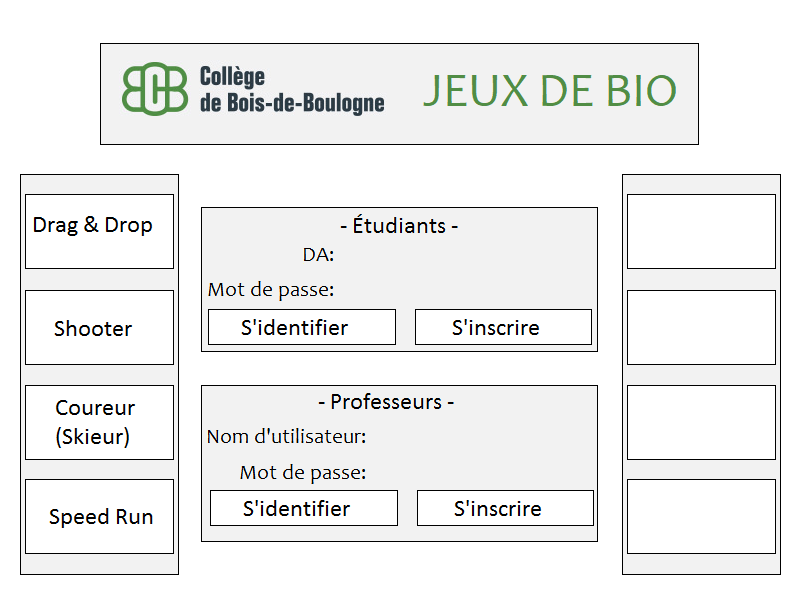 Collège
de Bois-de-Boulogne
JEUX DE BIO
Drag & Drop
Shooter
Coureur
(Skieur)
Speed Run
- Étudiants -
DA:
Mot de passe:
S'identifier
S'inscrire
- Professeurs -
Nom d'utilisateur:
Mot de passe:
S'identifier
S'inscrire